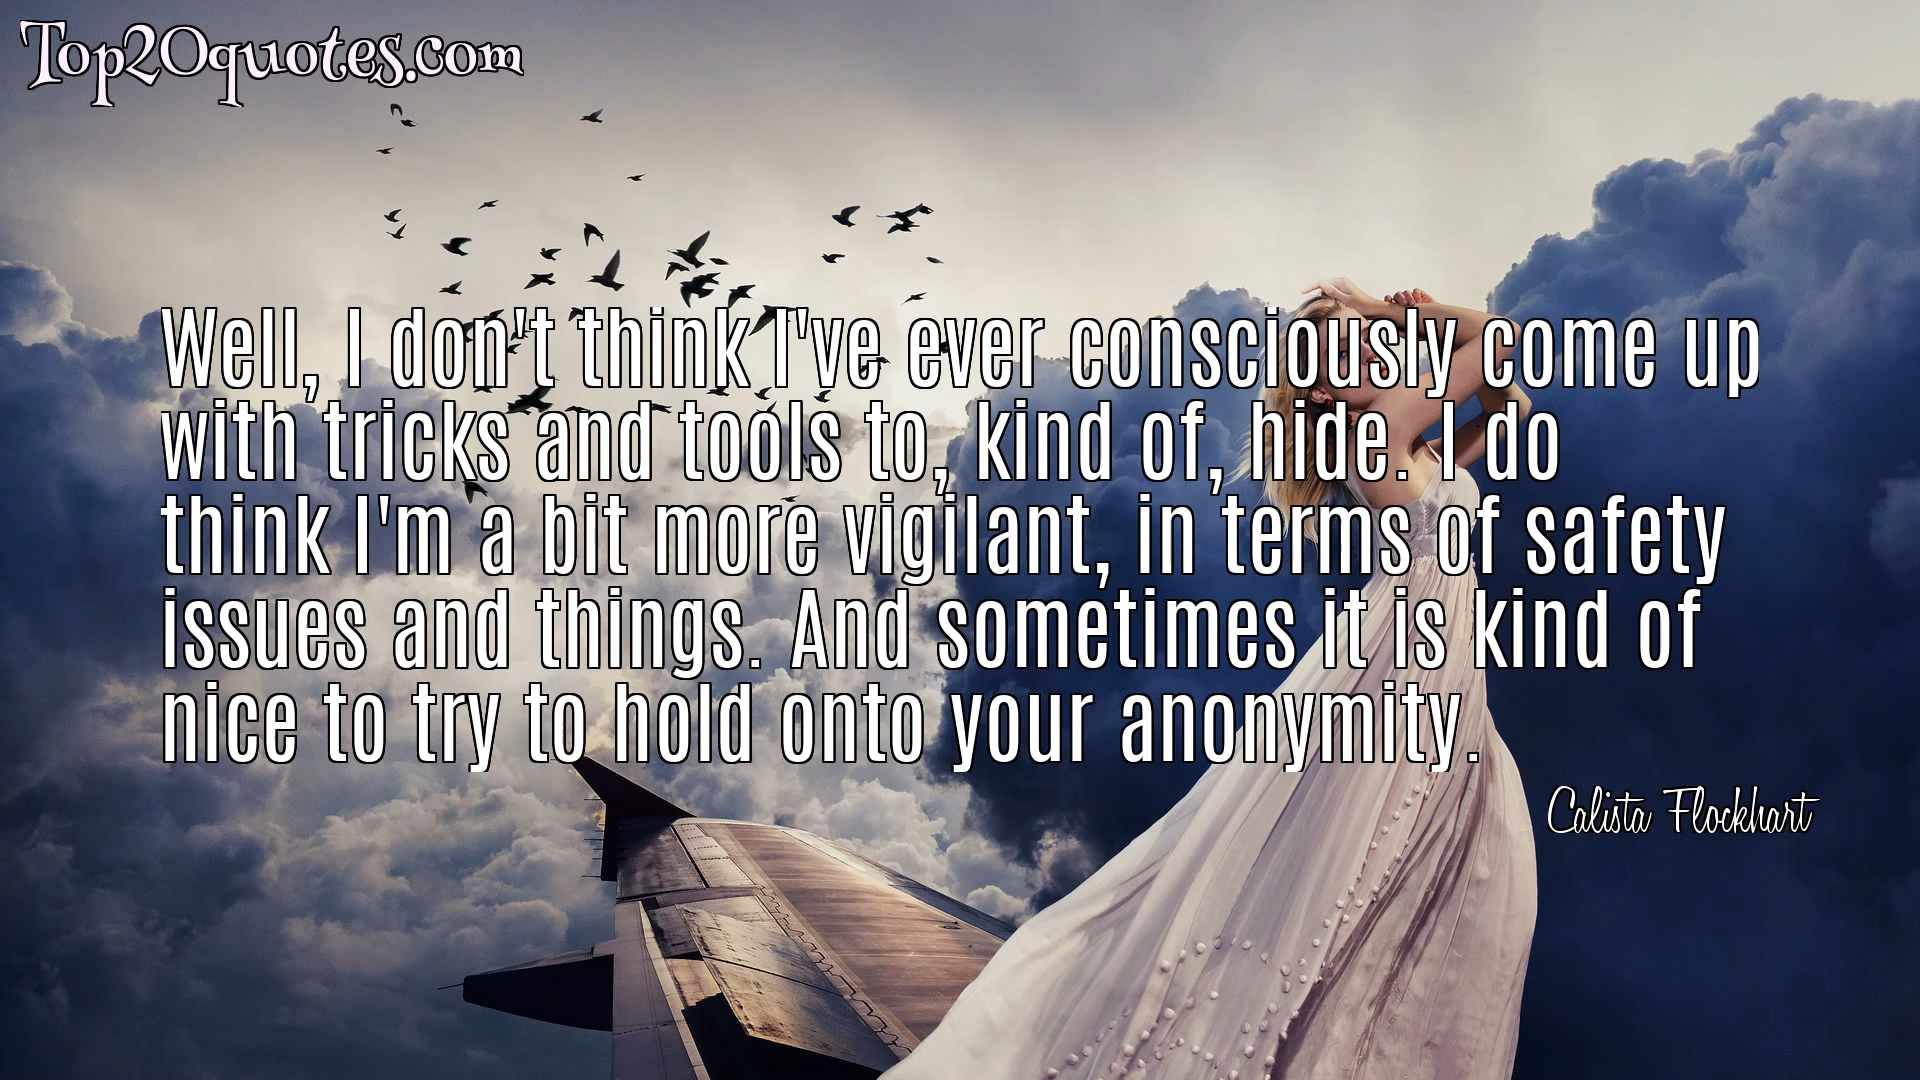 Top20quotes.com
Well, I don't think I've ever consciously come up
with tricks and tools to, kind of, hide. I do
think I'm a bit more vigilant, in terms of safety
issues and things. And sometimes it is kind of
nice to try to hold onto your anonymity.
Calista Flockhart